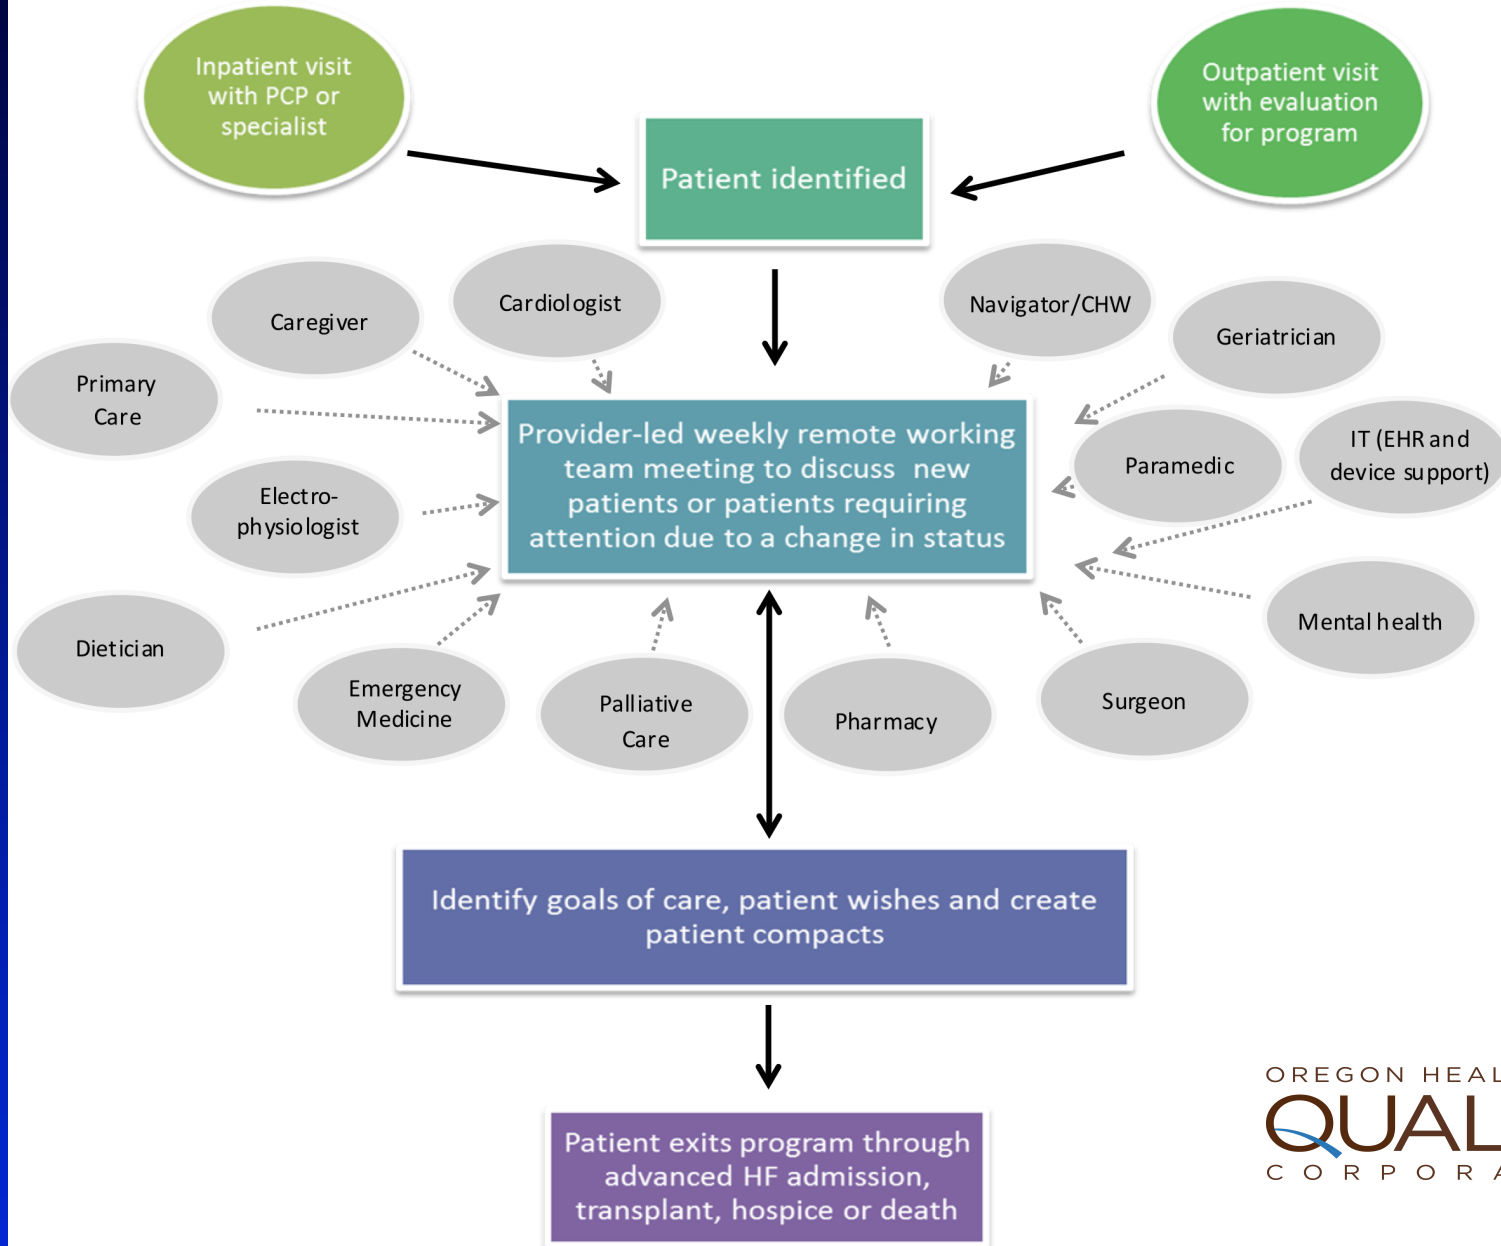 Inpatient visit
with PCP or
specialist
Outpatient visit
with evaluation
for program
Patient identified
Caregiver
Cardiologist
Navigator/CHW
Geriatrician
Primary
Care
Provider-led weekly remote working
team meeting to discuss new
patients or patients requiring
attention due to a change in status
Paramedic
IT (EHR and
device support)
Electro-
physiologist
Dietician
Emergency
Medicine
Palliative
Care
Pharmacy
Surgeon
Mental health
Identify goals of care, patient wishes and create
patient compacts
Patient exits program through
advanced HF admission,
transplant, hospice or death
OREGON HEAL
QUAL
CORPORA